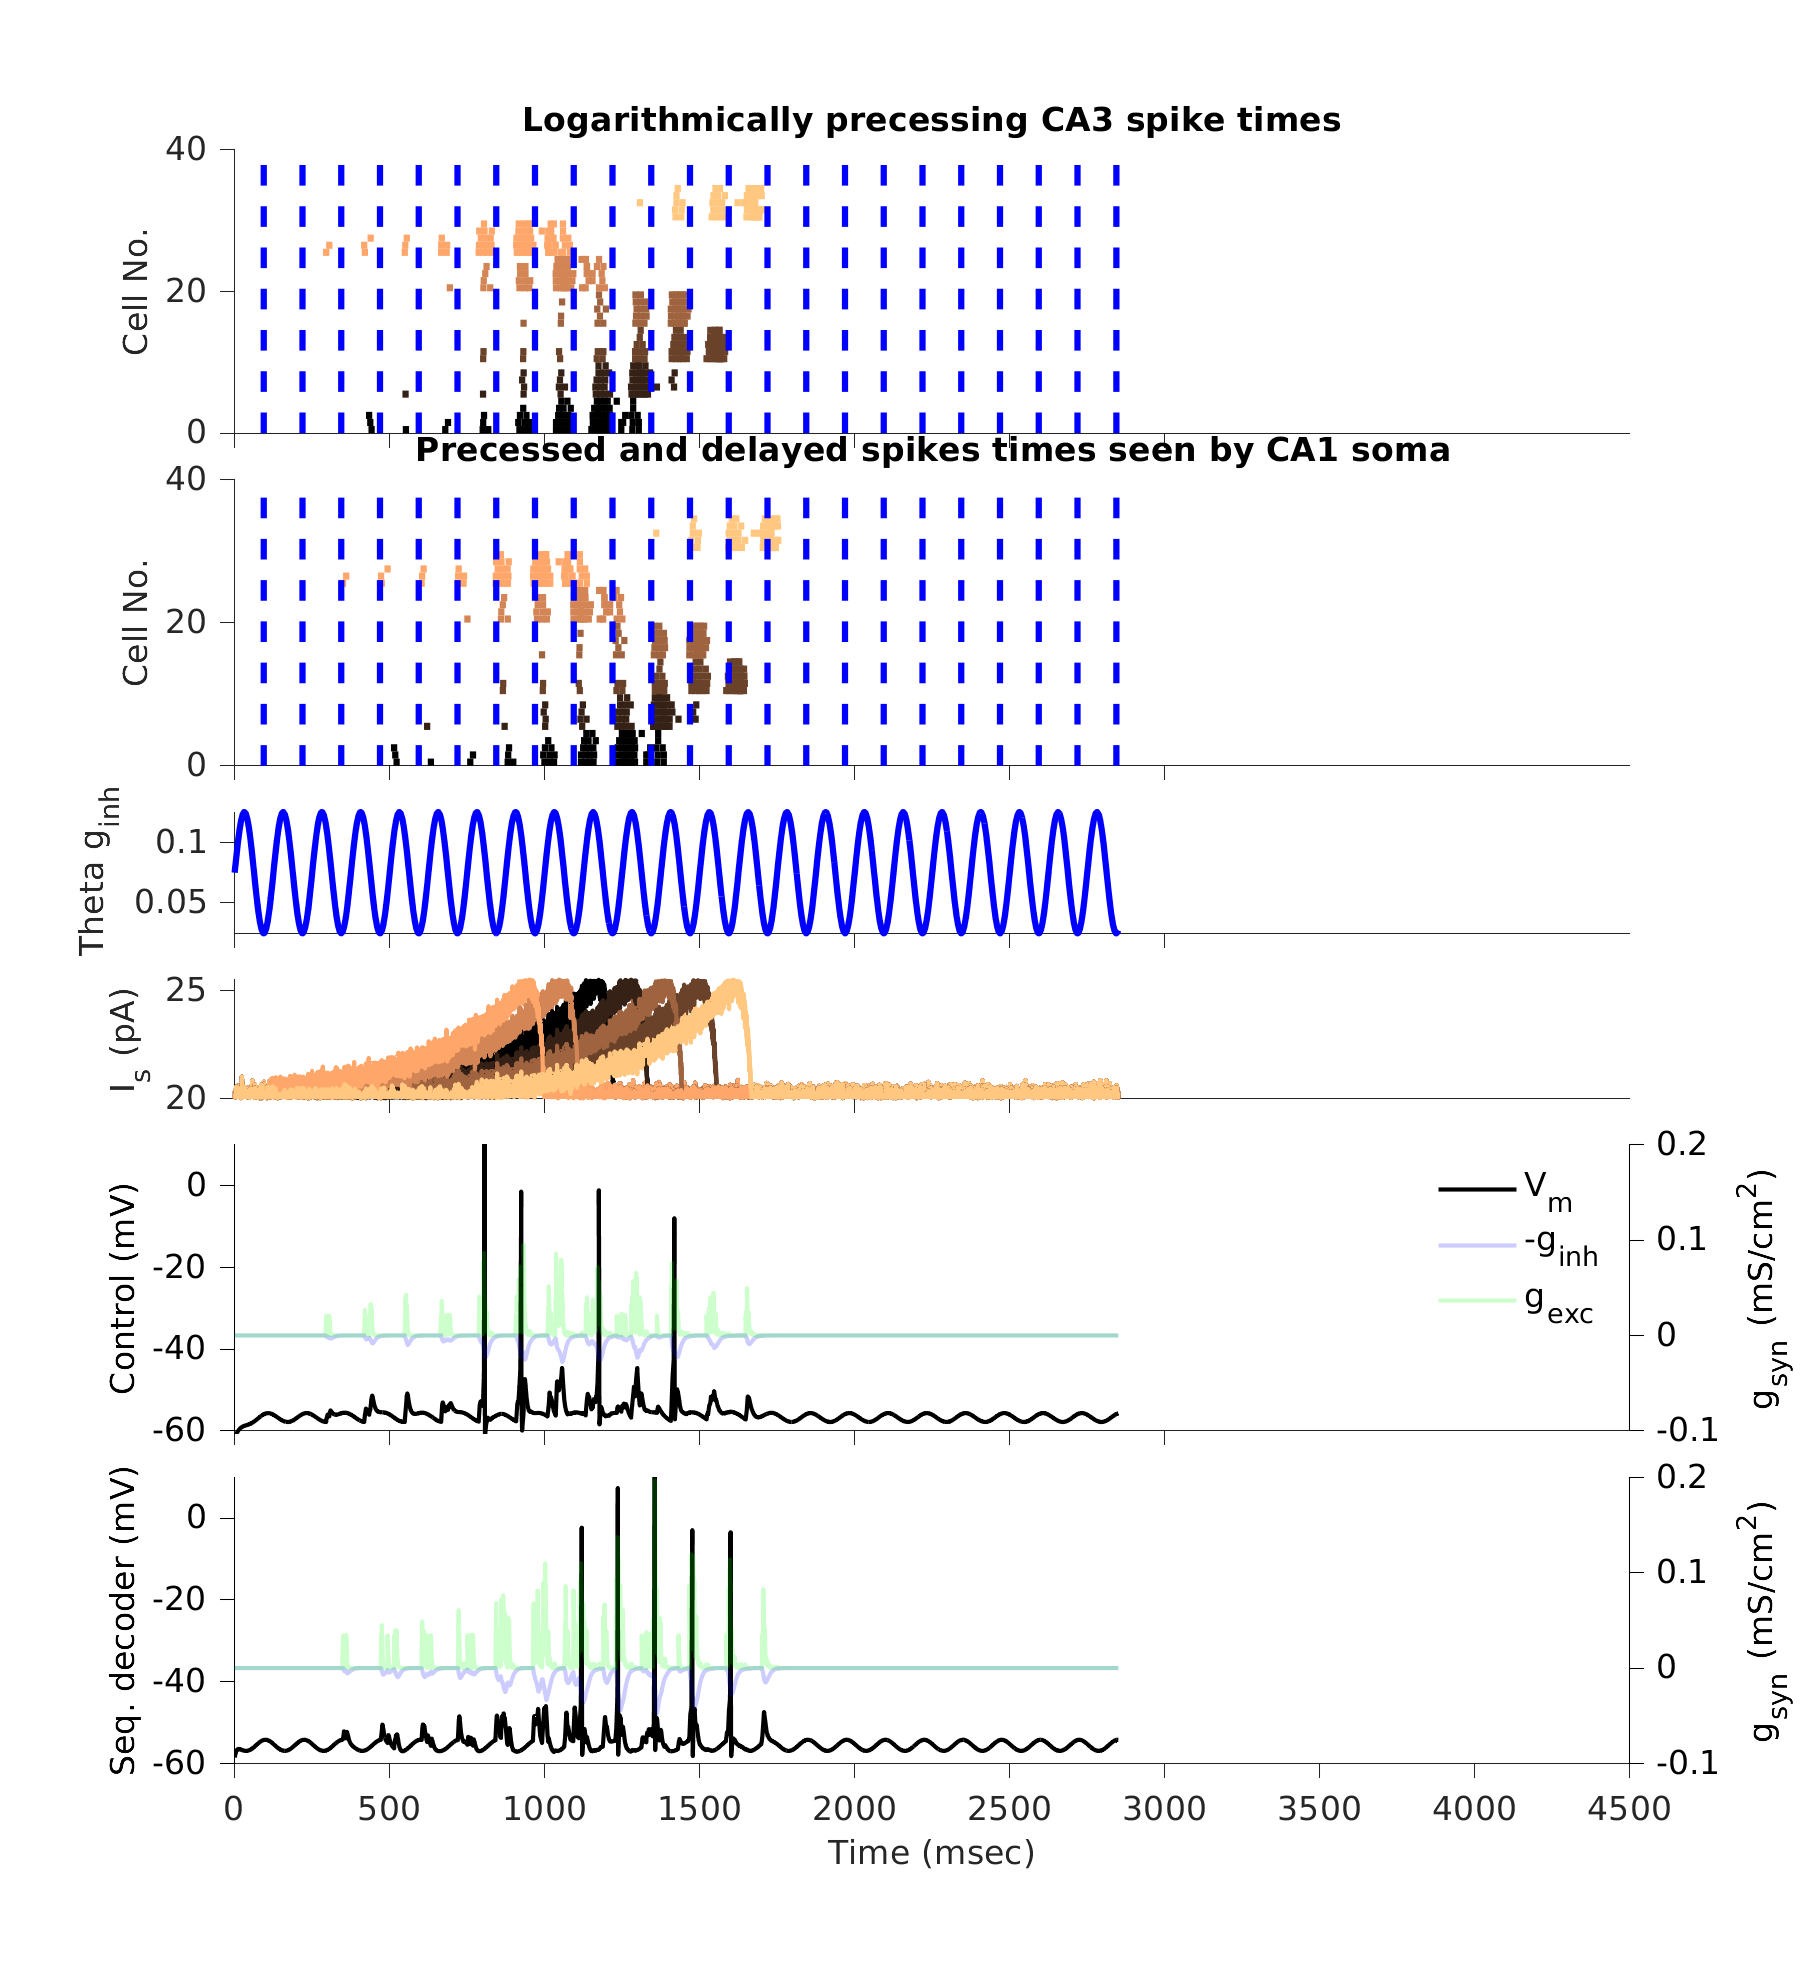 Logarithmically precessing CA3 spike times
40
20
0
Cell No.
Precessed and delayed spikes times seen by CA1 soma
40
20
0
Cell No.
0.1
0.05
Theta g_inh
25
20
I_s (pA)
0
-20
-40
-60
Control (mV)
V_m
-g_inh
g_exc
0.2
0.1
0
-0.1
g_syn (mS/cm²)
0
-20
-40
-60
Seq. decoder (mV)
0.2
0.1
0
-0.1
g_syn (mS/cm²)
0 500 1000 1500 2000 2500 3000 3500 4000 4500
Time (msec)